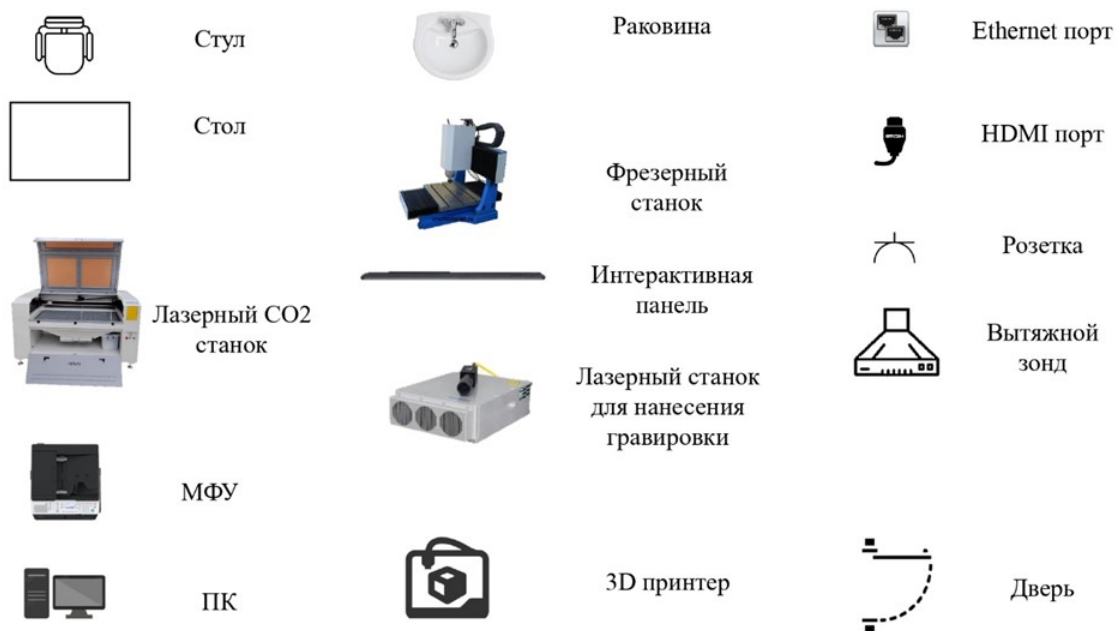 Стул
Стол
Лазерный CO2
станок
МФУ
ПК
Раковина
Фрезерный
станок
Интерактивная
панель
Лазерный станок
для нанесения
гравировки
3D принтер
Ethernet порт
HDMI порт
Розетка
Вытяжной
зонд
Дверь